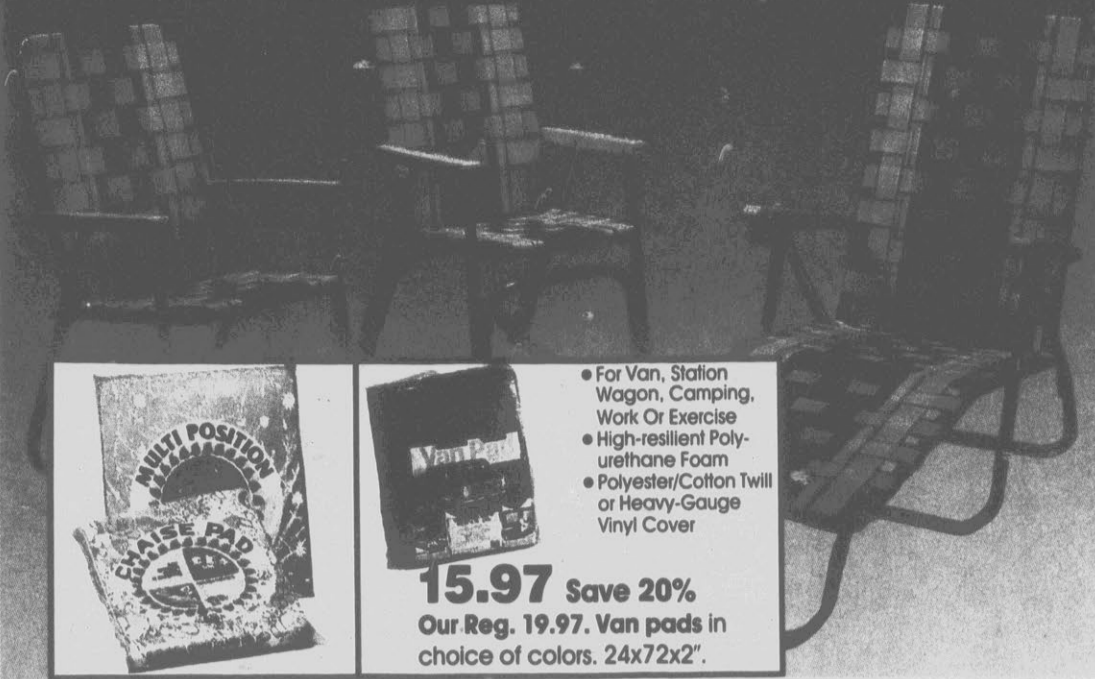 MULTI POSITION
CHAISE PAD
Van Pad
• For Van, Station
Wagon, Camping,
Work Or Exercise
• High-resilient Poly-
urethane Foam
• Polyester/Cotton Twill
or Heavy-Gauge
Vinyl Cover
15.97 Save 20%
Our Reg. 19.97. Van pads in
choice of colors. 24x72x2".